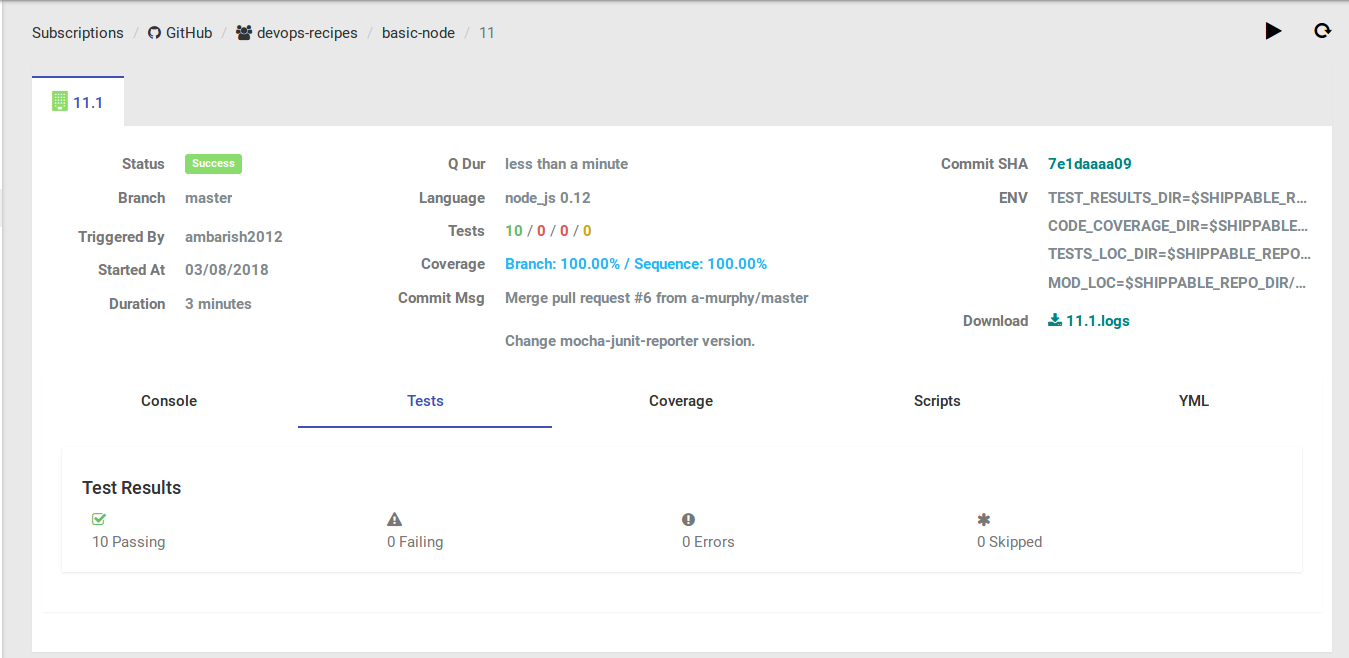 Subscriptions / GitHub / devops-recipes / basic-node / 11
11.1
Status Success
Branch master
Triggered By ambarish2012
Started At 03/08/2018
Duration 3 minutes
Q Dur less than a minute
Language node_js 0.12
Tests 10 / 0 / 0 / 0
Coverage Branch: 100.00% / Sequence: 100.00%
Commit Msg Merge pull request #6 from a-murphy/master
Change mocha-junit-reporter version.
Commit SHA 7e1daaaa09
ENV TEST_RESULTS_DIR=$SHIPPABLE_R...
CODE_COVERAGE_DIR=$SHIPPABLE...
TESTS_LOC_DIR=$SHIPPABLE_REPO...
MOD_LOC=$SHIPPABLE_REPO_DIR/...
Download 11.1.logs
Console Tests Coverage Scripts YML
Test Results
10 Passing 0 Failing 0 Errors 0 Skipped